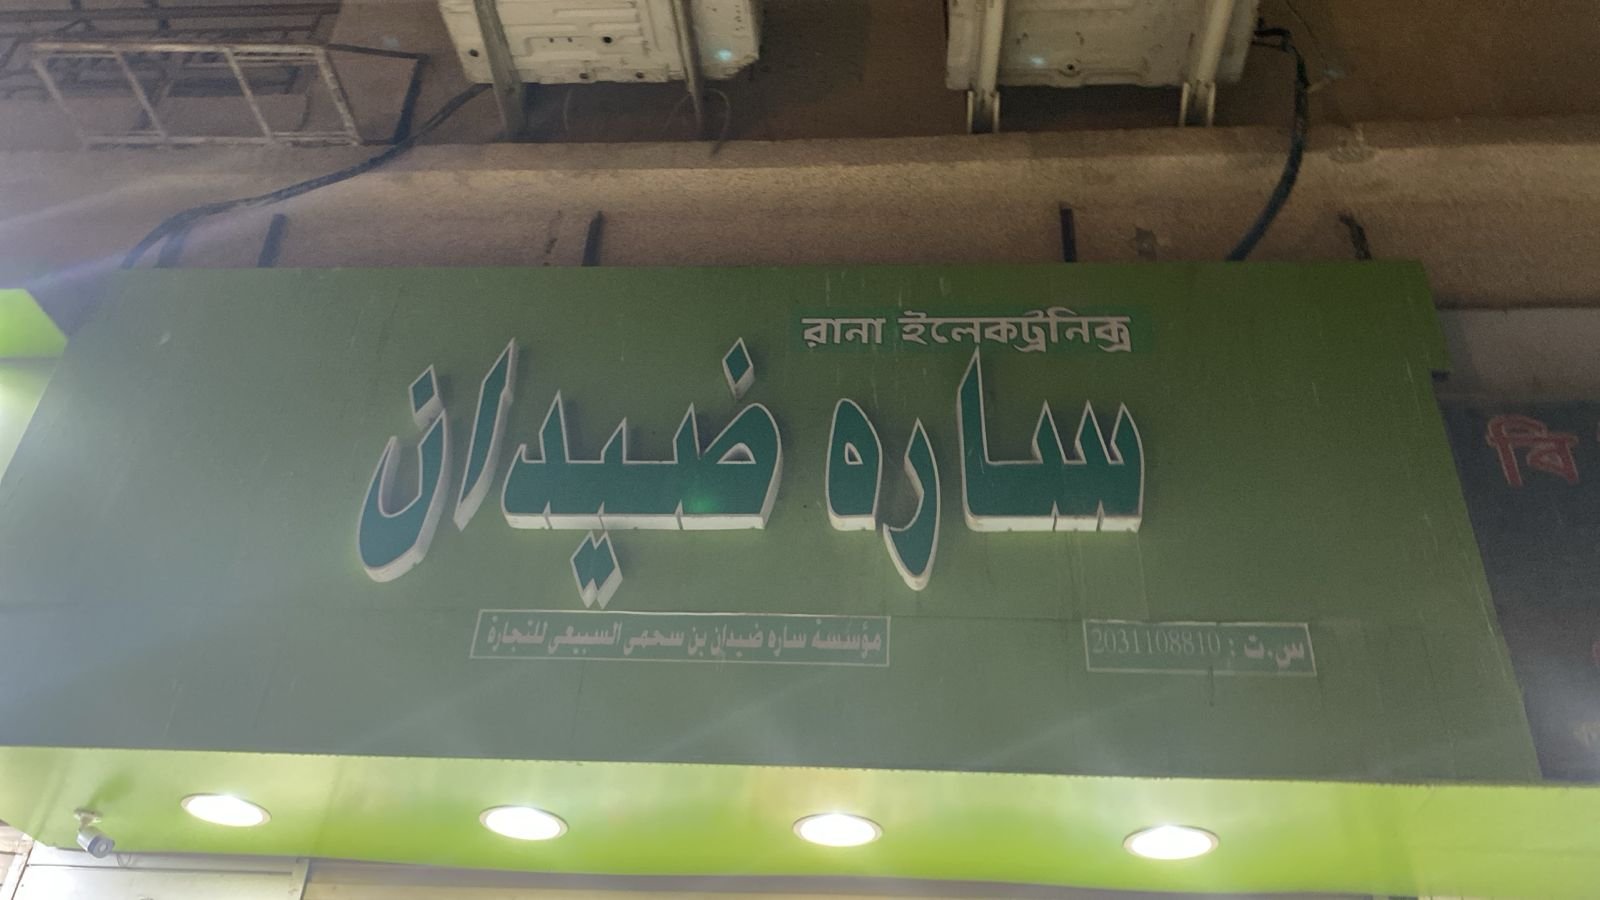 রানা ইলেকট্রনিক্স
ساره ضيدان
مؤسسة ساره ضيدان بن سحمي السبيعي للتجارة
س.ت : 2031108810
বি